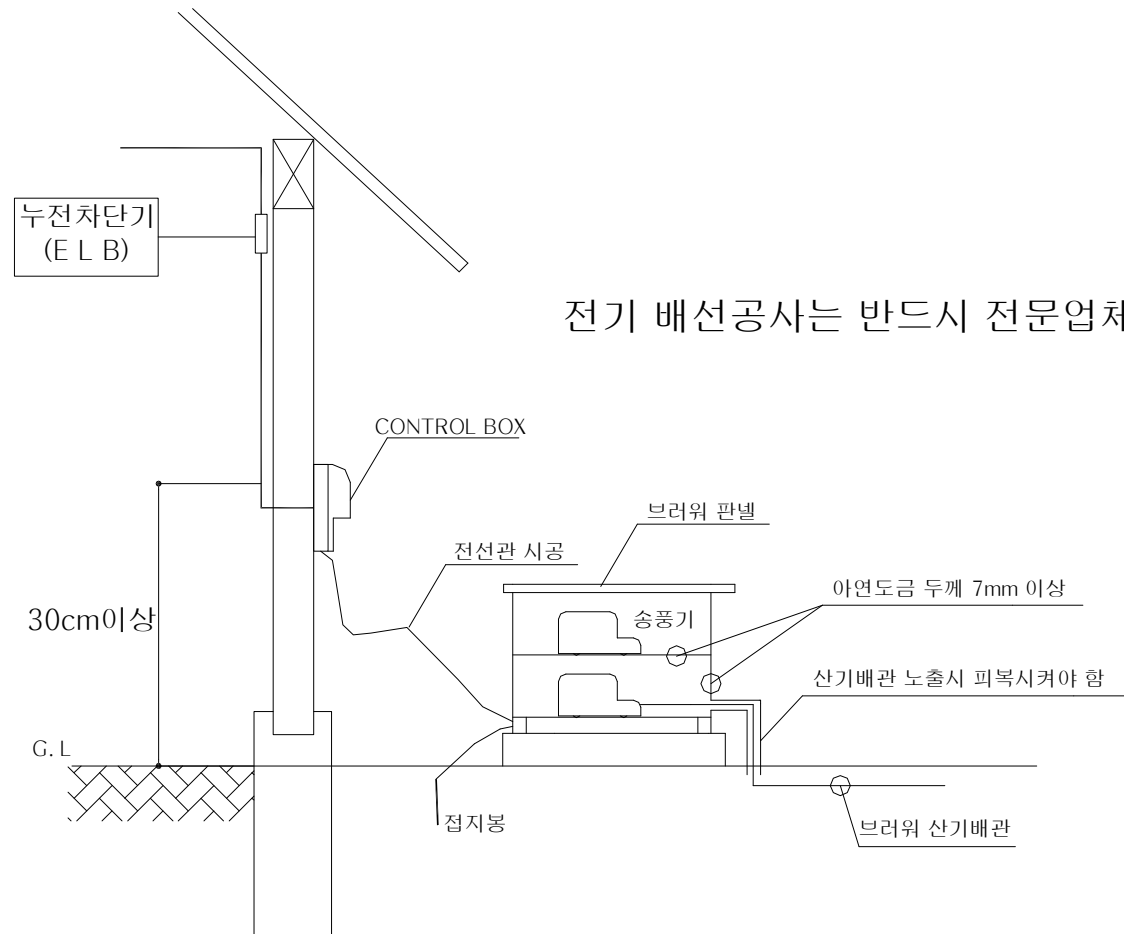 누전차단기
(E L B)
전기 배선공사는 반드시 전문업체
CONTROL BOX
브러워 판넬
전선관 시공
아연도금 두께 7mm 이상
송풍기
30cm이상
산기배관 노출시 피복시켜야 함
G.L
접지봉
브러워 산기배관